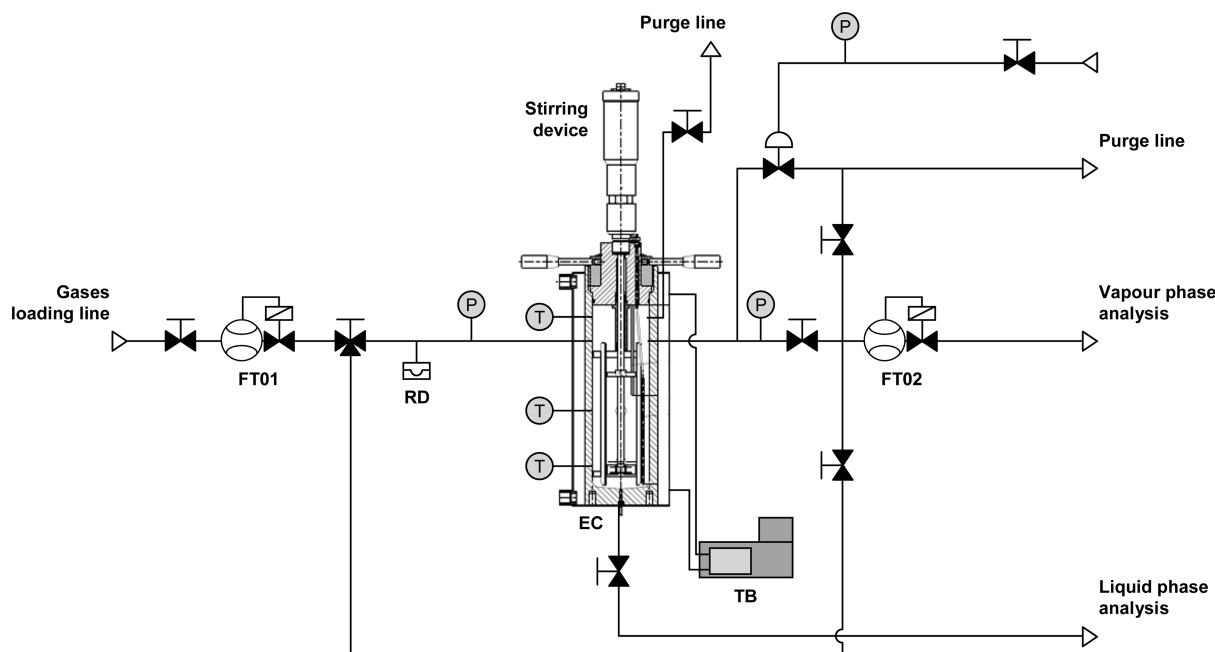 Purge line
P
Stirring
device
Purge line
Gases
loading line
P
T
P
Vapour phase
analysis
FT01
RD
FT02
T
T
EC
TB
Liquid phase
analysis